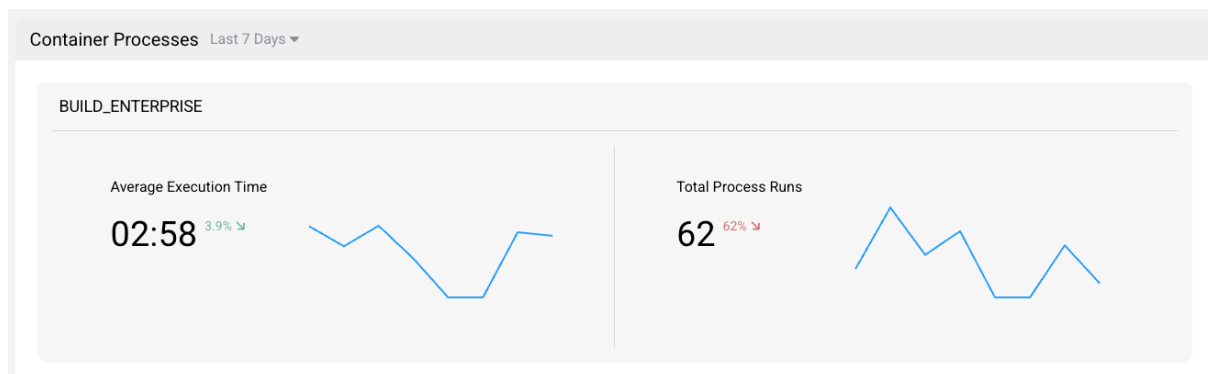 Container Processes Last 7 Days
BUILD_ENTERPRISE
Average Execution Time
02:58 3.9%
Total Process Runs
62 62%